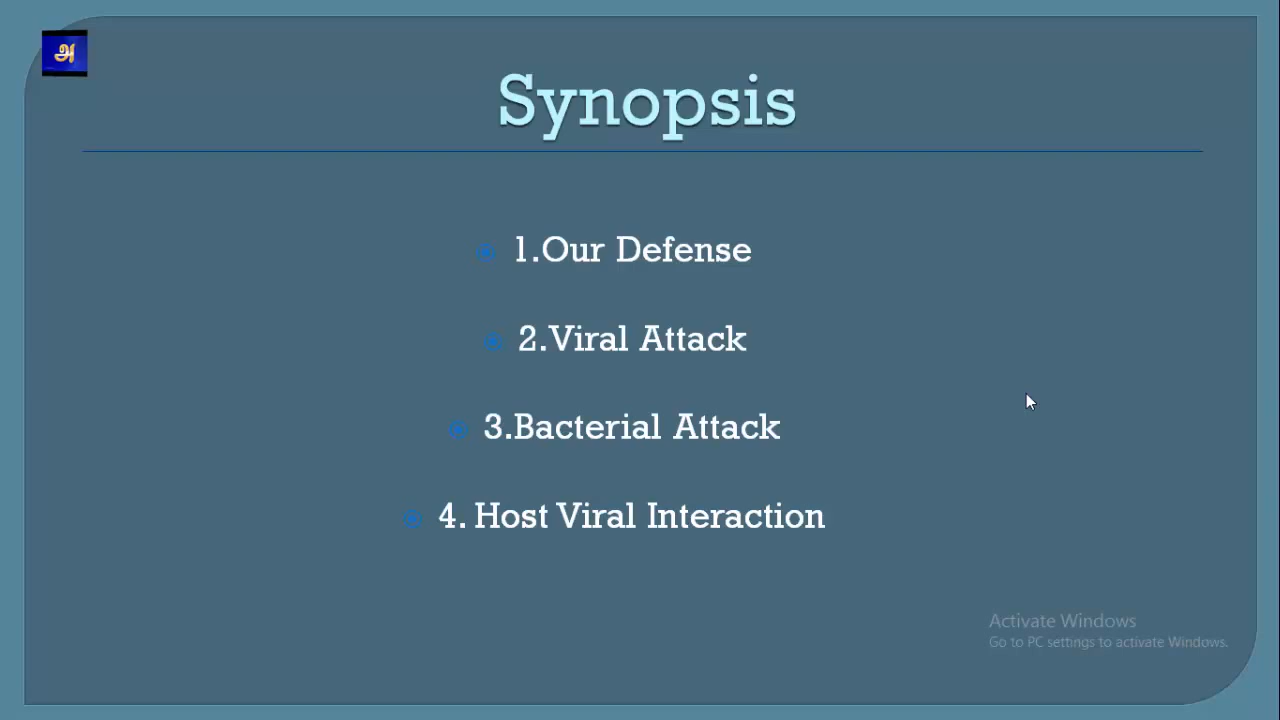 அ
Synopsis
1.Our Defense
2.Viral Attack
3.Bacterial Attack
4. Host Viral Interaction
Activate Windows
Go to PC settings to activate Windows.